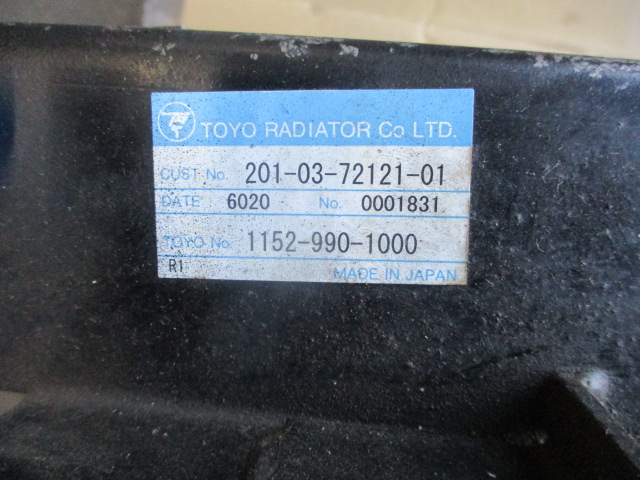 TOYO RADIATOR Co LTD.
CUST No. 201-03-72121-01
DATE 6020 No. 0001831
TOYO No. 1152-990-1000
R1 MADE IN JAPAN